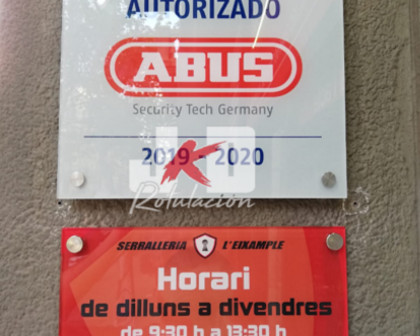 AUTORIZADO
ABUS
Security Tech Germany
2019 - 2020
JKD
Rotulación
SERRALLERIA L'EIXAMPLE
Horari
de dilluns a divendres
de 9:30 h a 13:30 h